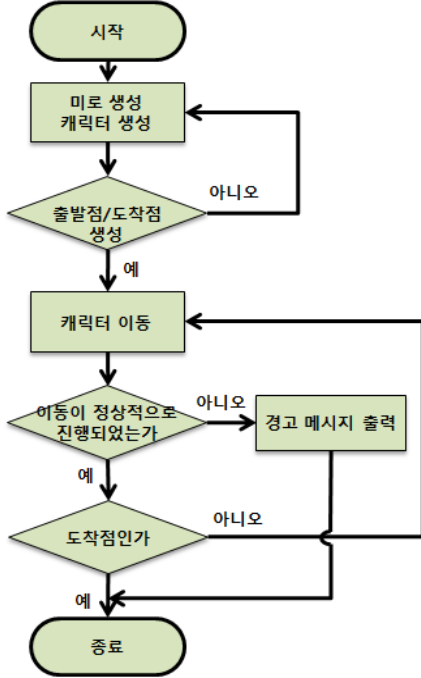 시작
미로 생성
캐릭터 생성
아니오
출발점/도착점
생성
예
캐릭터 이동
아니오
이동이 정상적으로
진행되었는가
경고 메시지 출력
예
아니오
도착점인가
예
종료